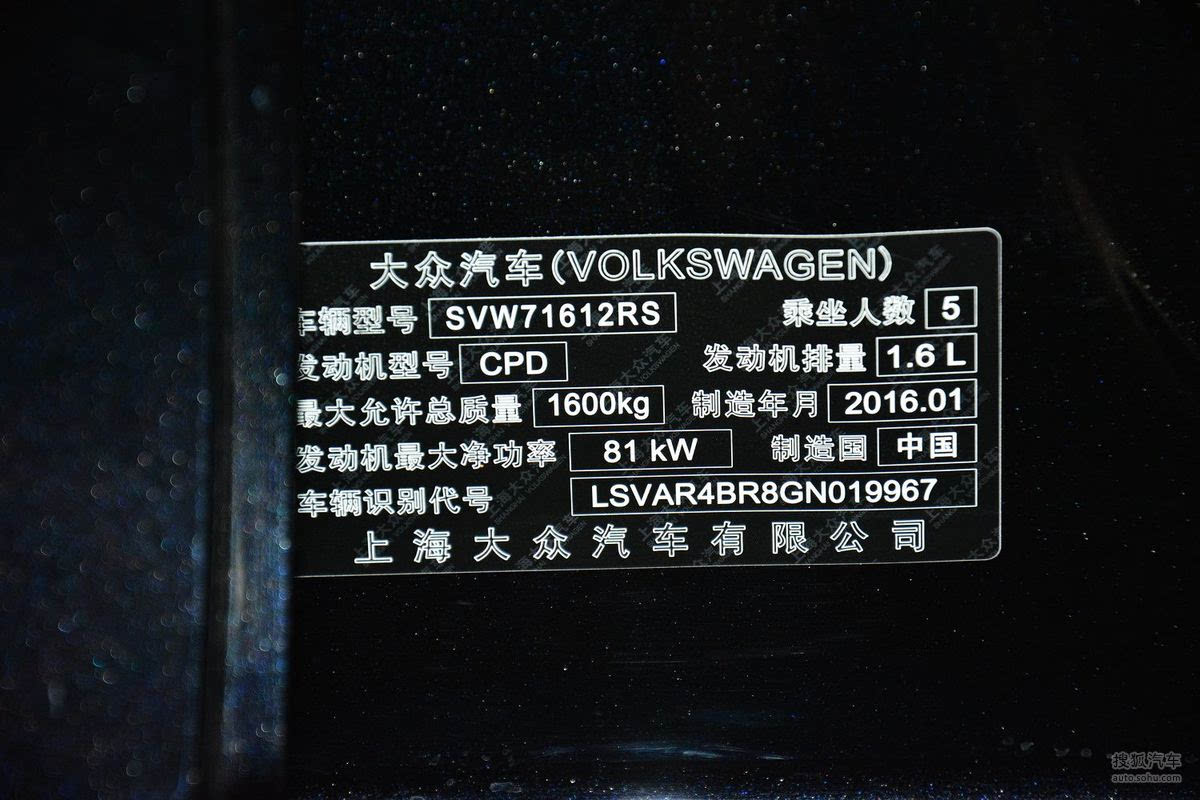 大众汽车(VOLKSWAGEN)
车辆型号 SVW71612RS 乘坐人数 5
发动机型号 CPD 发动机排量 1.6 L
最大允许总质量 1600kg 制造年月 2016.01
发动机最大净功率 81 kW 制造国 中国
车辆识别代号 LSVAR4BR8GN019967
上海大众汽车有限公司
搜狐汽车
auto.sohu.com